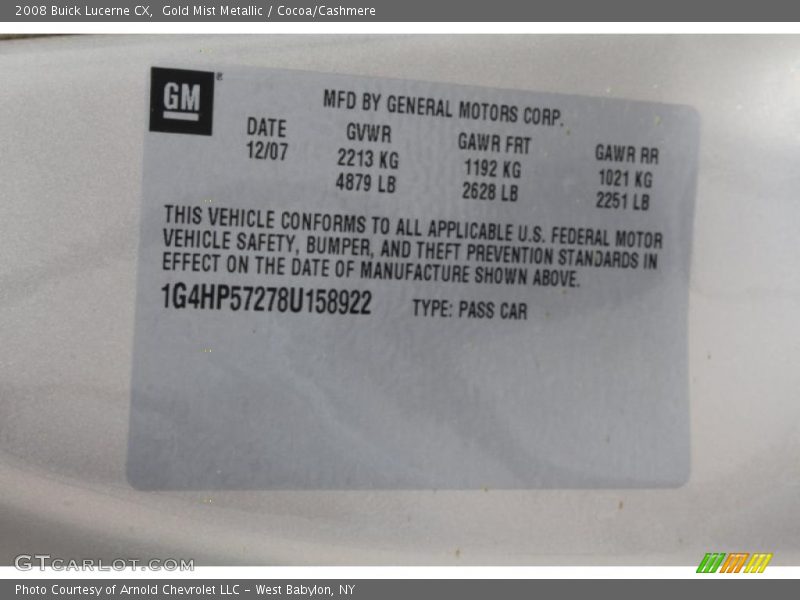 2008 Buick Lucerne CX,  Gold Mist Metallic / Cocoa/Cashmere
GM ®
MFD BY GENERAL MOTORS CORP.
DATE GVWR GAWR FRT GAWR RR
12/07 2213 KG 1192 KG 1021 KG
4879 LB 2628 LB 2251 LB
THIS VEHICLE CONFORMS TO ALL APPLICABLE U.S. FEDERAL MOTOR
VEHICLE SAFETY, BUMPER, AND THEFT PREVENTION STANDARDS IN
EFFECT ON THE DATE OF MANUFACTURE SHOWN ABOVE.
1G4HP57278U158922 TYPE: PASS CAR
GTCARLOT.COM
Photo Courtesy of Arnold Chevrolet LLC - West Babylon, NY